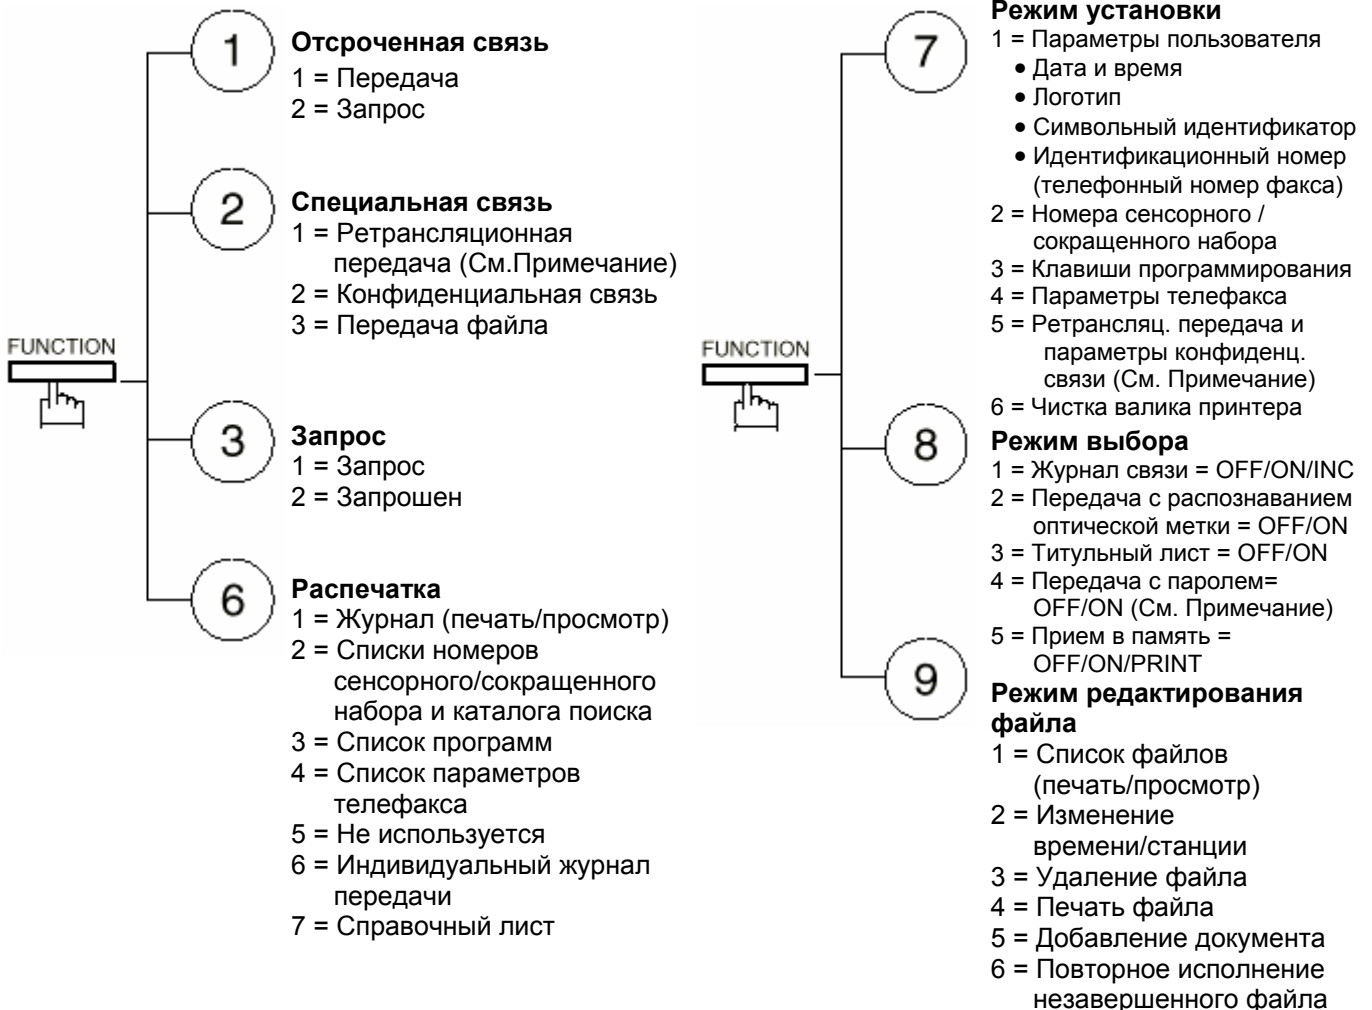 1
Отсроченная связь
1 = Передача
2 = Запрос
2
Специальная связь
1 = Ретрансляционная
передача (См.Примечание)
2 = Конфиденциальная связь
3 = Передача файла
FUNCTION
3
Запрос
1 = Запрос
2 = Запрошен
6
Распечатка
1 = Журнал (печать/просмотр)
2 = Списки номеров
сенсорного/сокращенного
набора и каталога поиска
3 = Список программ
4 = Список параметров
телефакса
5 = Не используется
6 = Индивидуальный журнал
передачи
7 = Справочный лист
7
Режим установки
1 = Параметры пользователя
• Дата и время
• Логотип
• Символьный идентификатор
• Идентификационный номер
(телефонный номер факса)
2 = Номера сенсорного /
сокращенного набора
3 = Клавиши программирования
4 = Параметры телефакса
5 = Ретрансляц. передача и
параметры конфиденц.
связи (См. Примечание)
6 = Чистка валика принтера
FUNCTION
8
Режим выбора
1 = Журнал связи = OFF/ON/INC
2 = Передача с распознаванием
оптической метки = OFF/ON
3 = Титульный лист = OFF/ON
4 = Передача с паролем=
OFF/ON (См. Примечание)
5 = Прием в память =
OFF/ON/PRINT
9
Режим редактирования
файла
1 = Список файлов
(печать/просмотр)
2 = Изменение
времени/станции
3 = Удаление файла
4 = Печать файла
5 = Добавление документа
6 = Повторное исполнение
незавершенного файла